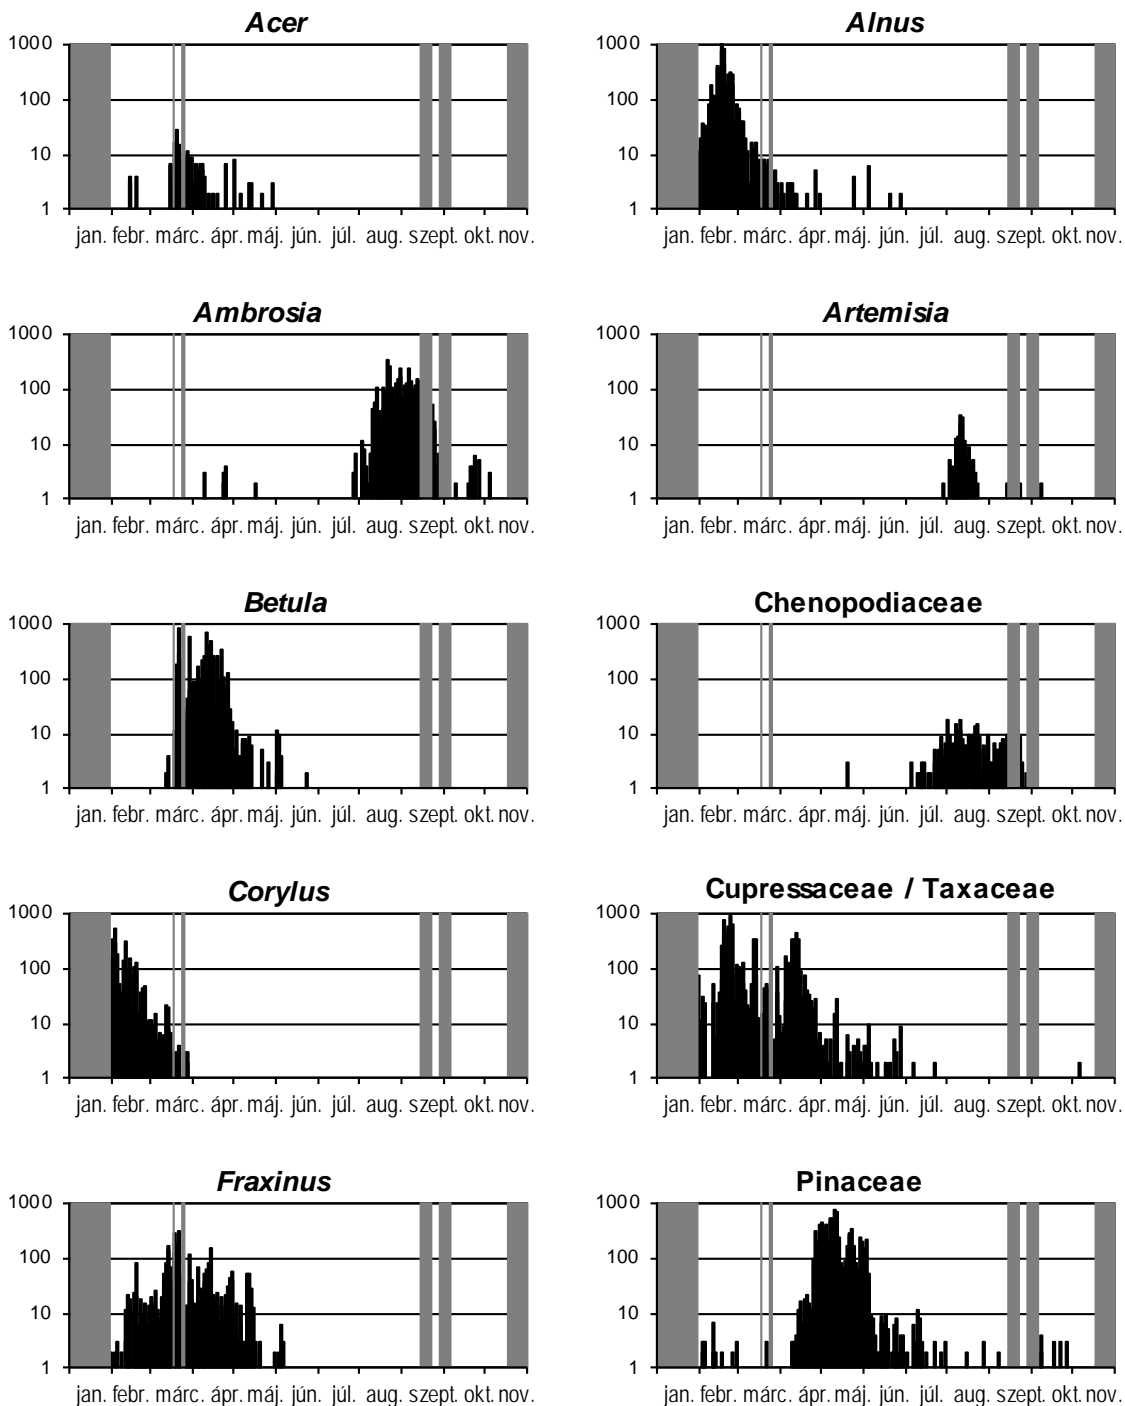 Acer
1000
100
10
1
jan. febr. márc. ápr. máj. jún. júl. aug. szept. okt. nov.
Alnus
1000
100
10
1
jan. febr. márc. ápr. máj. jún. júl. aug. szept. okt. nov.
Ambrosia
1000
100
10
1
jan. febr. márc. ápr. máj. jún. júl. aug. szept. okt. nov.
Artemisia
1000
100
10
1
jan. febr. márc. ápr. máj. jún. júl. aug. szept. okt. nov.
Betula
1000
100
10
1
jan. febr. márc. ápr. máj. jún. júl. aug. szept. okt. nov.
Chenopodiaceae
1000
100
10
1
jan. febr. márc. ápr. máj. jún. júl. aug. szept. okt. nov.
Corylus
1000
100
10
1
jan. febr. márc. ápr. máj. jún. júl. aug. szept. okt. nov.
Cupressaceae / Taxaceae
1000
100
10
1
jan. febr. márc. ápr. máj. jún. júl. aug. szept. okt. nov.
Fraxinus
1000
100
10
1
jan. febr. márc. ápr. máj. jún. júl. aug. szept. okt. nov.
Pinaceae
1000
100
10
1
jan. febr. márc. ápr. máj. jún. júl. aug. szept. okt. nov.